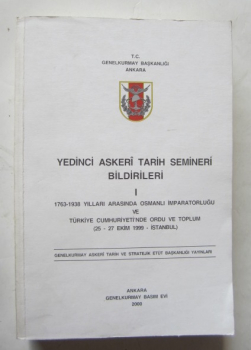 T.C.
GENELKURMAY BAŞKANLIĞI
ANKARA
YEDİNCİ ASKERİ TARİH SEMİNERİ
BİLDİRİLERİ
I
1763-1938 YILLARI ARASINDA OSMANLI İMPARATORLUĞU
VE
TÜRKİYE CUMHURİYETİ'NDE ORDU VE TOPLUM
(25 - 27 EKİM 1999 - İSTANBUL)
GENELKURMAY ASKERİ TARİH VE STRATEJİK ETÜT BAŞKANLIĞI YAYINLARI
ANKARA
GENELKURMAY BASIM EVİ
2000